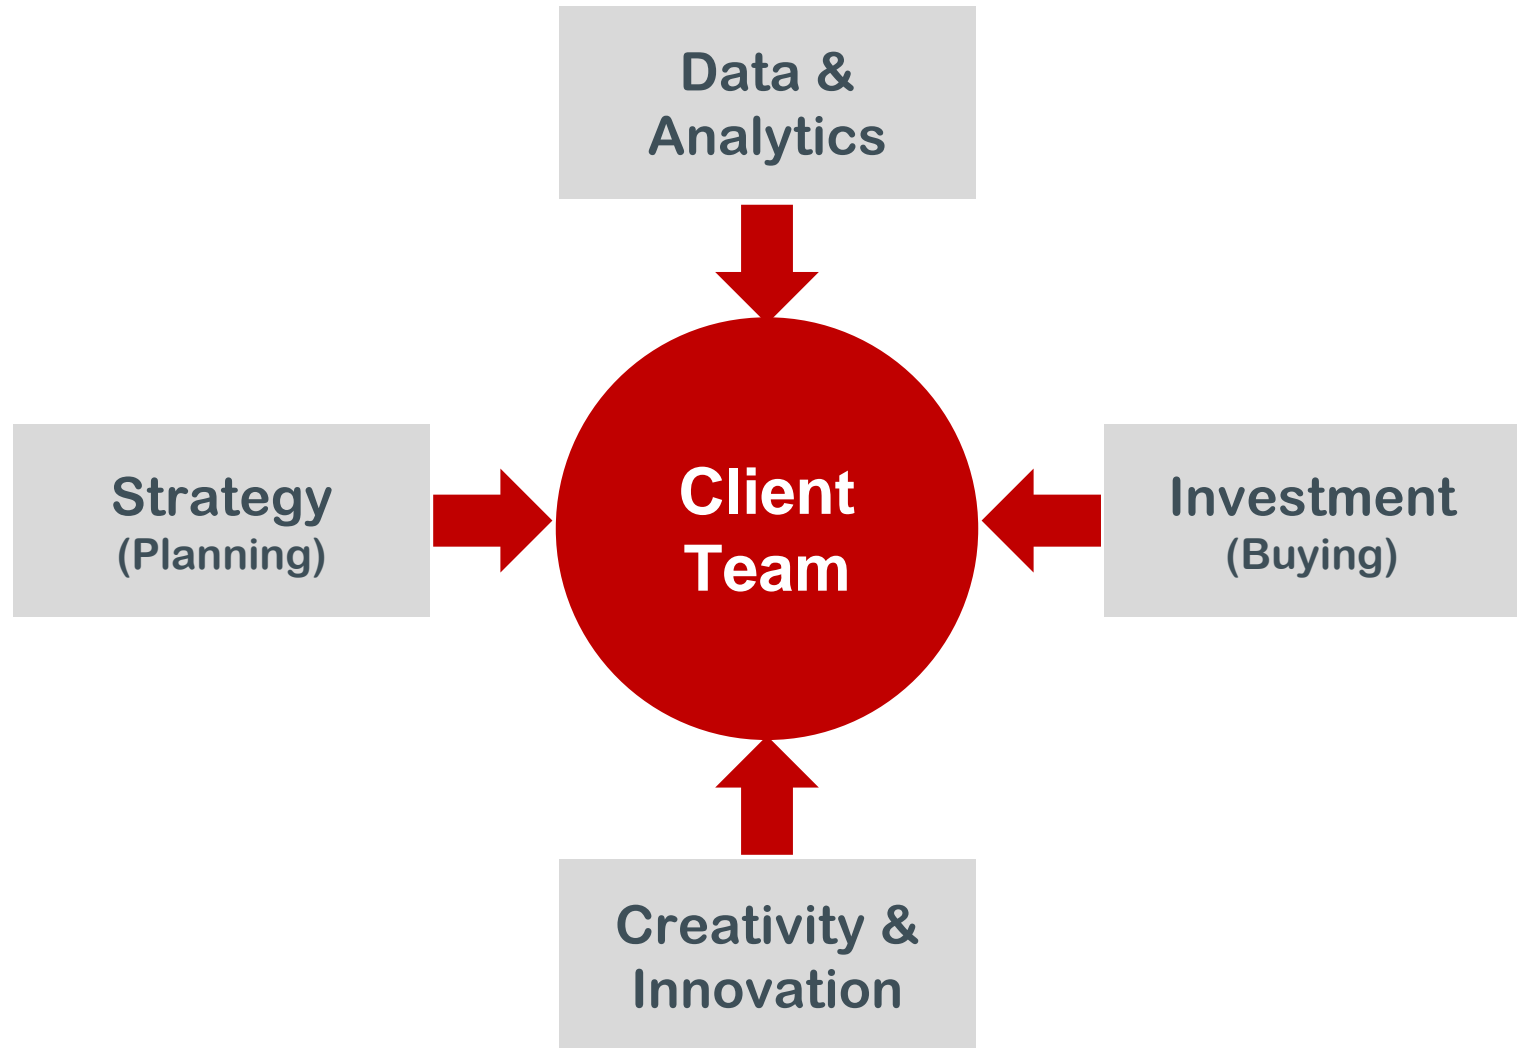 Data &
Analytics
Strategy
(Planning)
Client
Team
Investment
(Buying)
Creativity &
Innovation